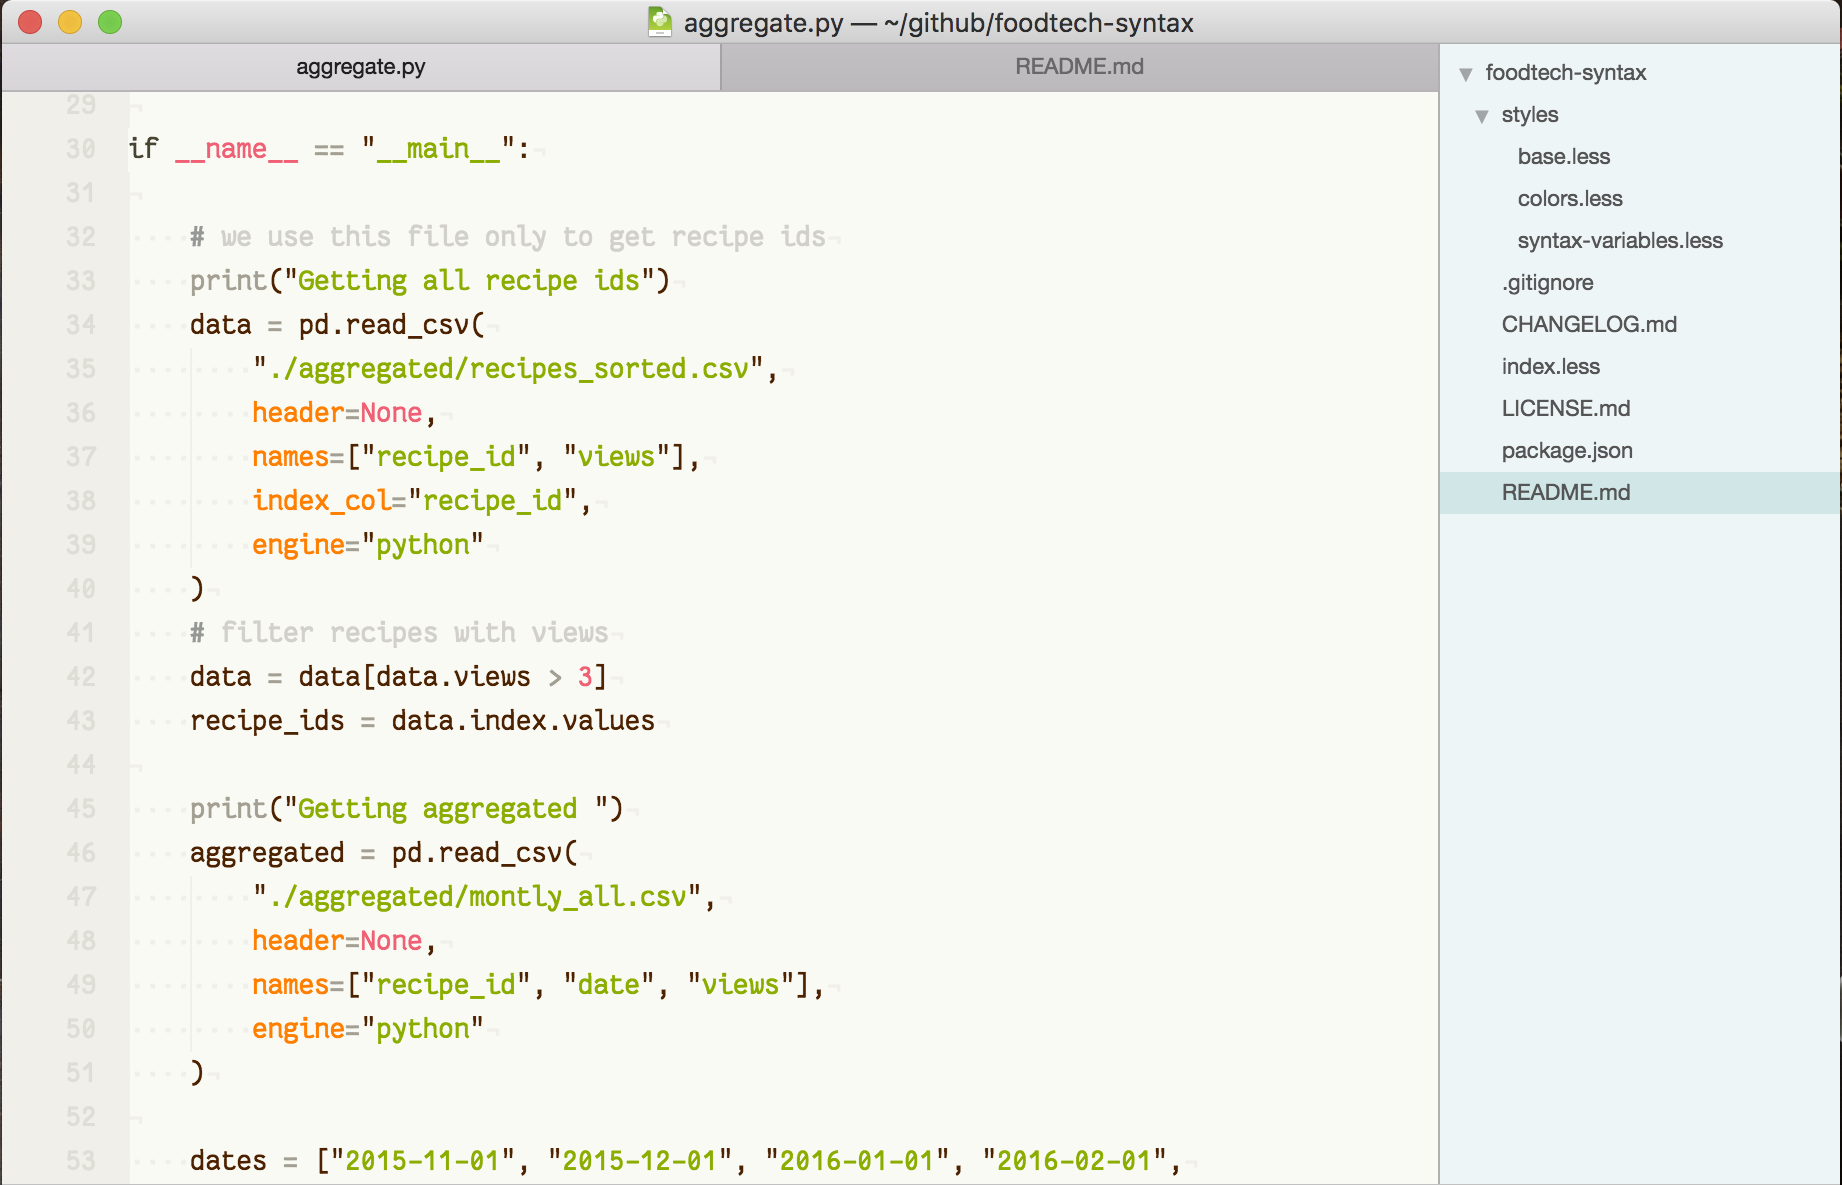 aggregate.py — ~/github/foodtech-syntax
aggregate.py
README.md
29
30 if __name__ == "__main__":
31
32     # we use this file only to get recipe ids
33     print("Getting all recipe ids")
34     data = pd.read_csv(
35         "./aggregated/recipes_sorted.csv",
36         header=None,
37         names=["recipe_id", "views"],
38         index_col="recipe_id",
39         engine="python"
40     )
41     # filter recipes with views
42     data = data[data.views > 3]
43     recipe_ids = data.index.values
44
45     print("Getting aggregated ")
46     aggregated = pd.read_csv(
47         "./aggregated/montly_all.csv",
48         header=None,
49         names=["recipe_id", "date", "views"],
50         engine="python"
51     )
52
53     dates = ["2015-11-01", "2015-12-01", "2016-01-01", "2016-02-01",
foodtech-syntax
styles
base.less
colors.less
syntax-variables.less
.gitignore
CHANGELOG.md
index.less
LICENSE.md
package.json
README.md